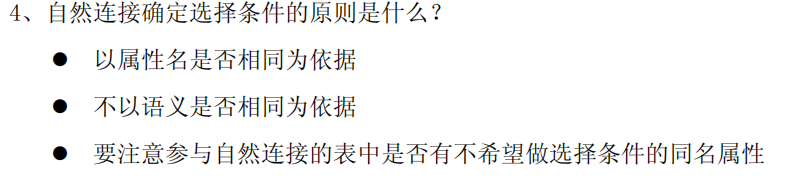 4、自然连接确定选择条件的原则是什么？
● 以属性名是否相同为依据
● 不以语义是否相同为依据
● 要注意参与自然连接的表中是否有不希望做选择条件的同名属性